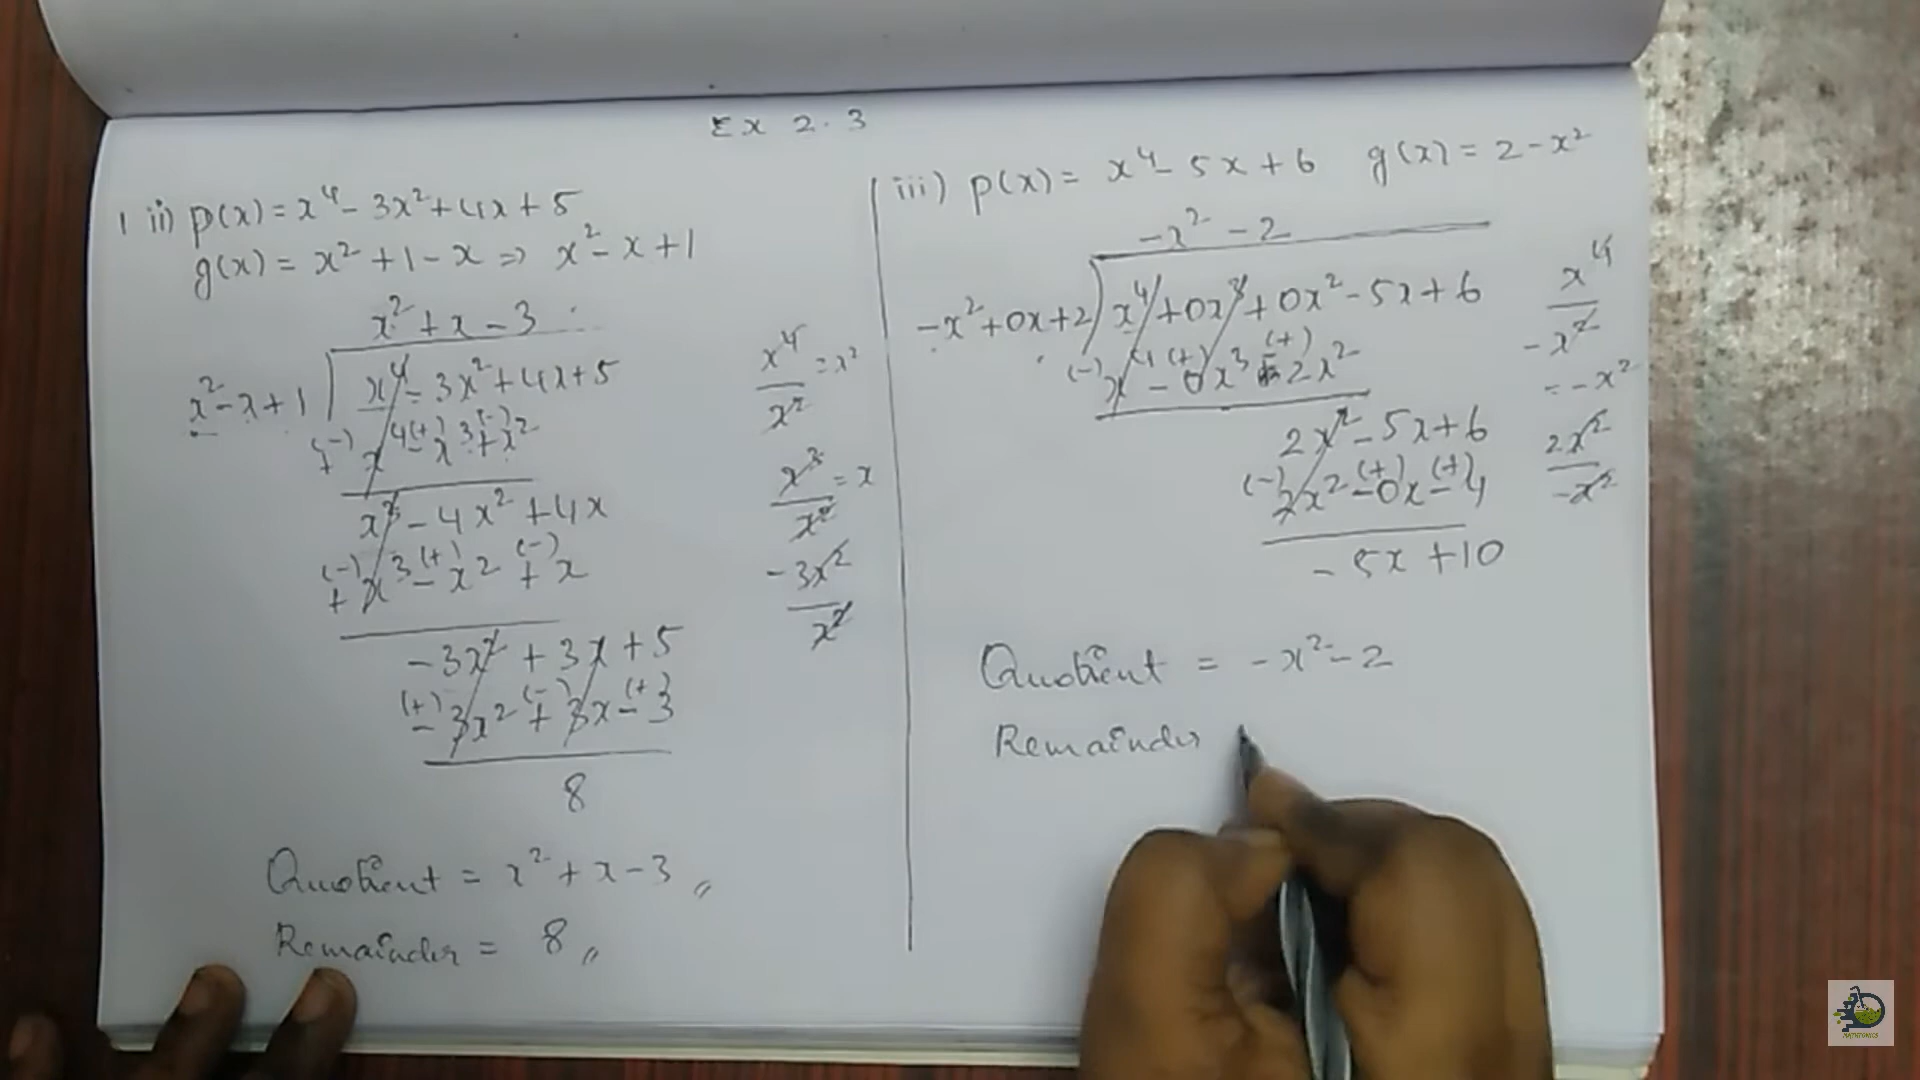 Ex 2.3
1 ii) p(x) = x⁴ - 3x² + 4x + 5
g(x) = x² + 1 - x ⇒ x² - x + 1
x² + x - 3
x² - x + 1 ) x⁴ - 3x² + 4x + 5
(-) (+) (-)
+ x⁴ - x³ + x²
x³ - 4x² + 4x
(-) (+) (-)
+ x³ - x² + x
-3x² + 3x + 5
(+) (-) (+)
- 3x² + 3x - 3
8
x⁴/x² = x²
x³/x² = x
-3x²/x²
Quotient = x² + x - 3 〃
Remainder = 8 〃
iii) p(x) = x⁴ - 5x + 6 g(x) = 2 - x²
-x² - 2
-x² + 0x + 2 ) x⁴ + 0x³ + 0x² - 5x + 6
(-) (+) (+)
x⁴ - 0x³ - 2x²
2x² - 5x + 6
(-) (+) (+)
2x² - 0x - 4
- 5x + 10
x⁴/-x² = -x²
2x²/-x²
Quotient = -x² - 2
Remainder
MATHTONICS